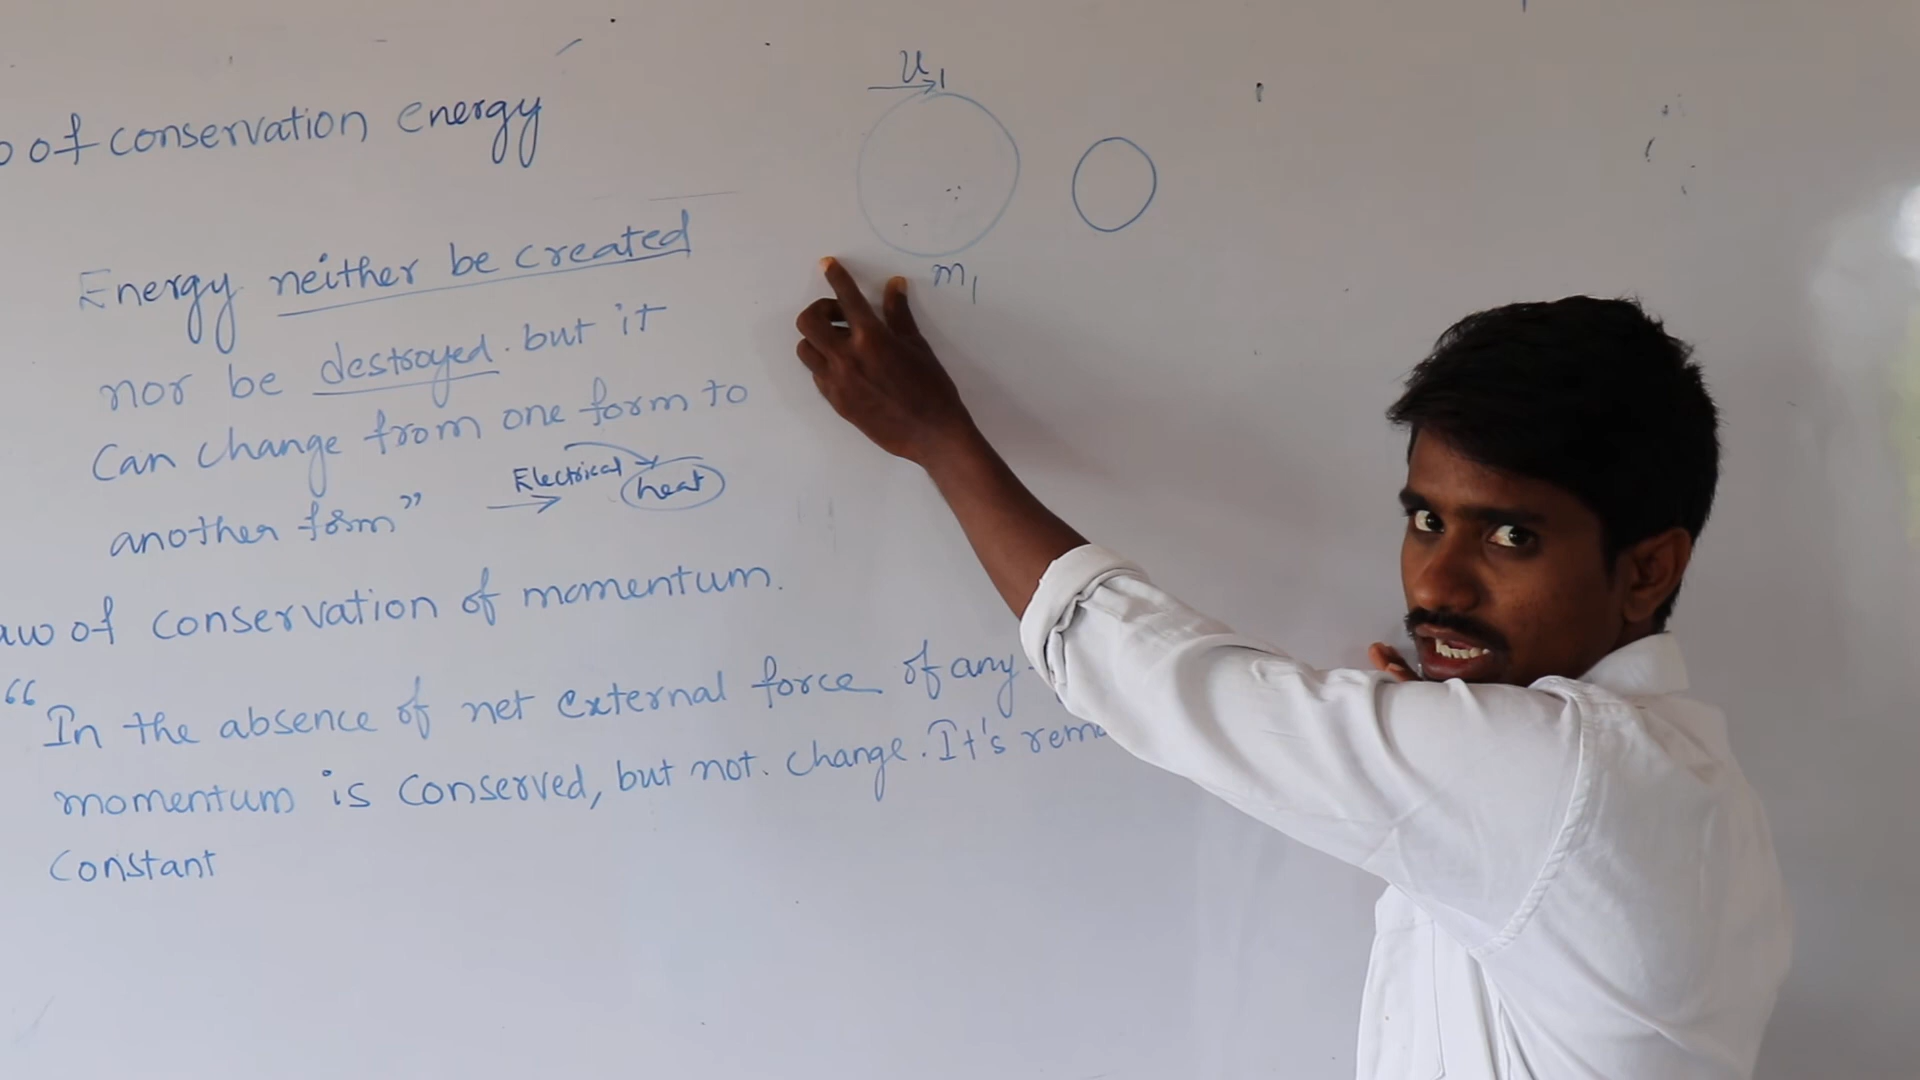 of conservation energy
Energy neither be created
nor be destroyed. but it
Can change from one form to
another form”
Electrical
heat
of conservation of momentum.
“In the absence of net external force of any
momentum is conserved, but not. change. It's
Constant
u1
m1